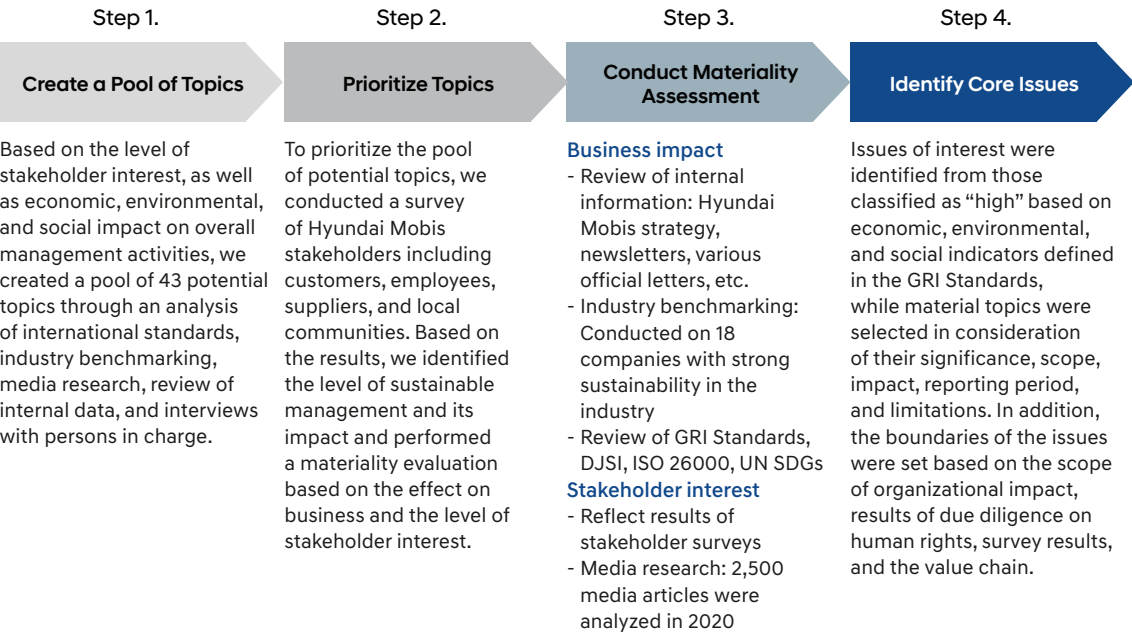 Step 1.
Create a Pool of Topics
Based on the level of
stakeholder interest, as well
as economic, environmental,
and social impact on overall
management activities, we
created a pool of 43 potential
topics through an analysis
of international standards,
industry benchmarking,
media research, review of
internal data, and interviews
with persons in charge.
Step 2.
Prioritize Topics
To prioritize the pool
of potential topics, we
conducted a survey
of Hyundai Mobis
stakeholders including
customers, employees,
suppliers, and local
communities. Based on
the results, we identified
the level of sustainable
management and its
impact and performed
a materiality evaluation
based on the effect on
business and the level of
stakeholder interest.
Step 3.
Conduct Materiality
Assessment
Business impact
- Review of internal
information: Hyundai
Mobis strategy,
newsletters, various
official letters, etc.
- Industry benchmarking:
Conducted on 18
companies with strong
sustainability in the
industry
- Review of GRI Standards,
DJSI, ISO 26000, UN SDGs
Stakeholder interest
- Reflect results of
stakeholder surveys
- Media research: 2,500
media articles were
analyzed in 2020
Step 4.
Identify Core Issues
Issues of interest were
identified from those
classified as “high” based on
economic, environmental,
and social indicators defined
in the GRI Standards,
while material topics were
selected in consideration
of their significance, scope,
impact, reporting period,
and limitations. In addition,
the boundaries of the issues
were set based on the scope
of organizational impact,
results of due diligence on
human rights, survey results,
and the value chain.